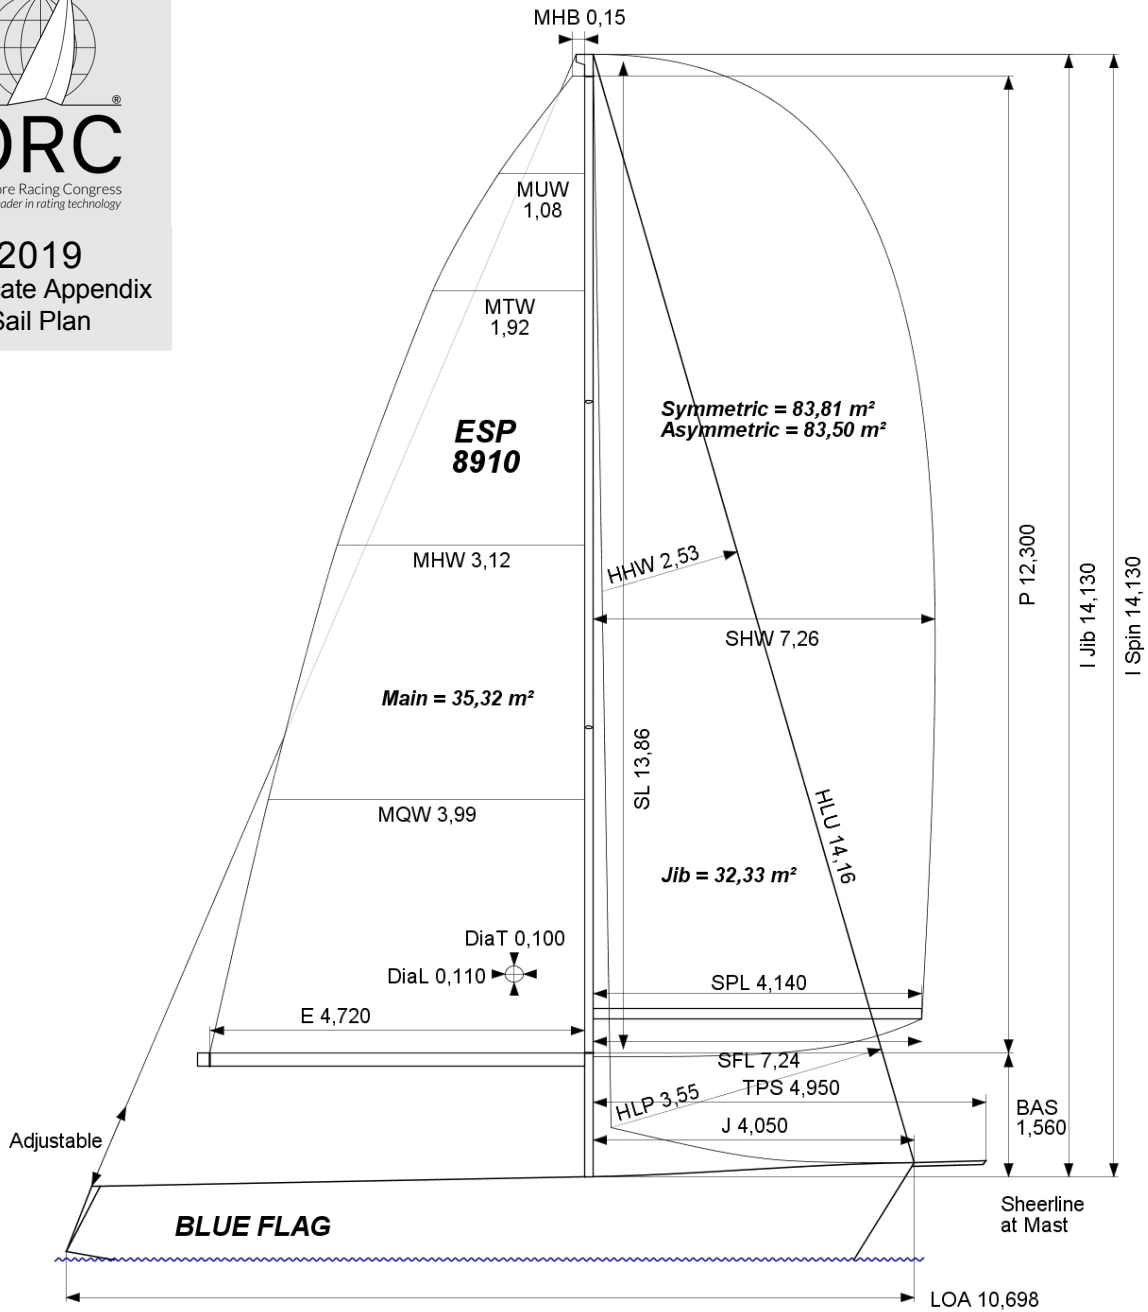 MHB 0,15
®
ORC
ore Racing Congress
ader in rating technology
2019
cate Appendix
Sail Plan
MUW
1,08
MTW
1,92
ESP
8910
Symmetric = 83,81 m²
Asymmetric = 83,50 m²
MHW 3,12
HHW 2,53
P 12,300
I Jib 14,130
I Spin 14,130
SHW 7,26
Main = 35,32 m²
SL 13,86
MQW 3,99
HLU 14,16
Jib = 32,33 m²
DiaT 0,100
DiaL 0,110
SPL 4,140
E 4,720
SFL 7,24
TPS 4,950
HLP 3,55
J 4,050
BAS
1,560
Adjustable
Sheerline
at Mast
BLUE FLAG
LOA 10,698